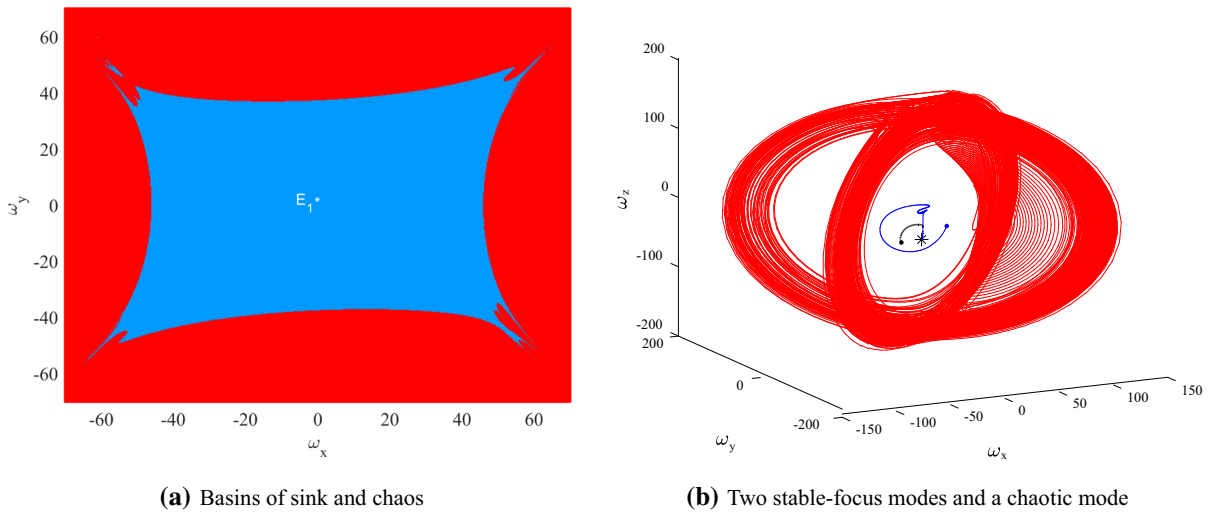 60
40
20
0
-20
-40
-60
ω_y
E_1*
-60 -40 -20 0 20 40 60
ω_x
(a) Basins of sink and chaos
200
100
0
-100
-200
ω_z
200
0
-200
ω_y
-150 -100 -50 0 50 100 150
ω_x
(b) Two stable-focus modes and a chaotic mode